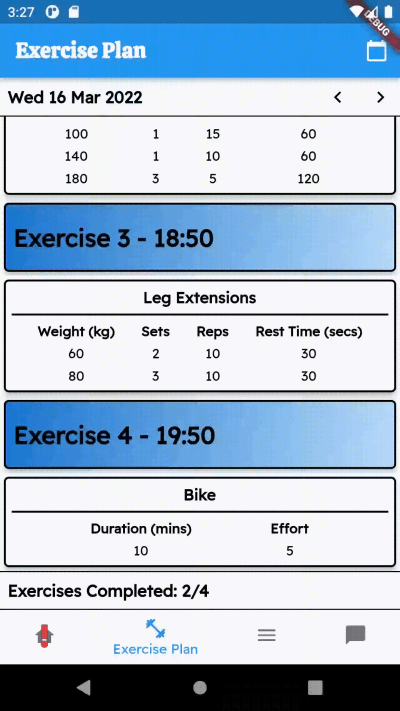 3:27
DEBUG
Exercise Plan
Wed 16 Mar 2022
100 1 15 60
140 1 10 60
180 3 5 120
Exercise 3 - 18:50
Leg Extensions
Weight (kg) Sets Reps Rest Time (secs)
60 2 10 30
80 3 10 30
Exercise 4 - 19:50
Bike
Duration (mins) Effort
10 5
Exercises Completed: 2/4
Exercise Plan